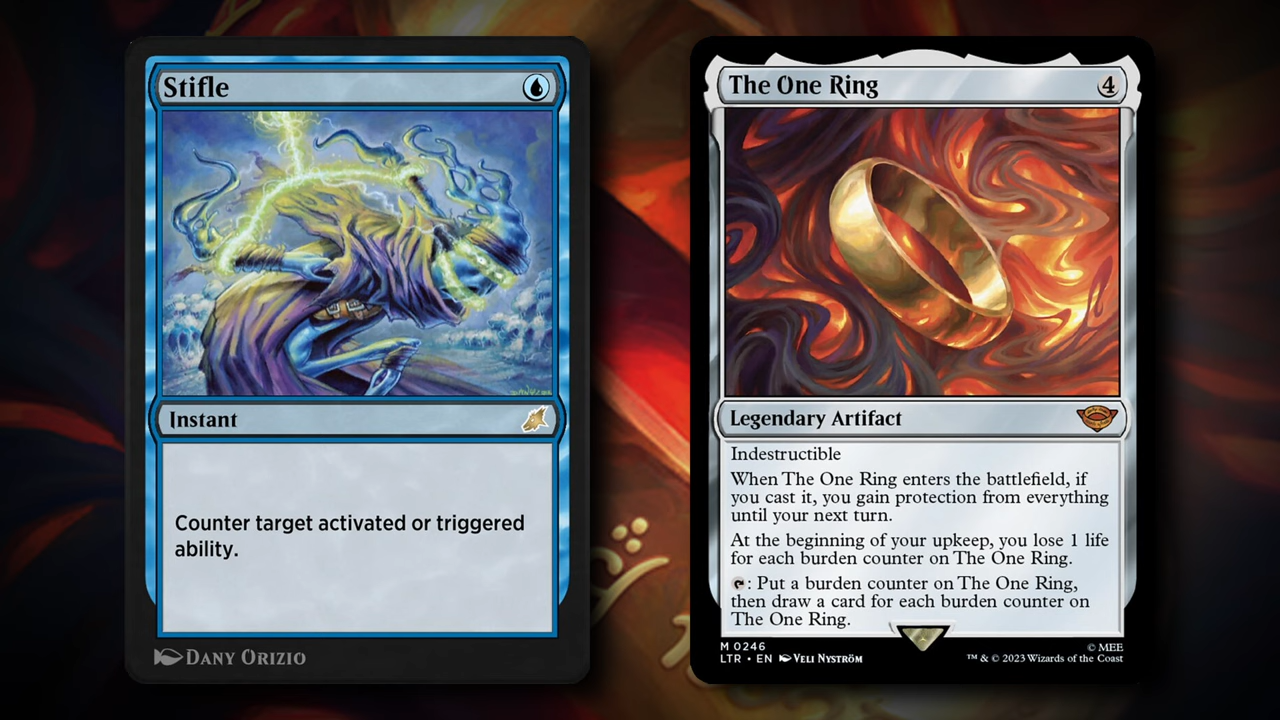 Stifle
Instant
Counter target activated or triggered
ability.
DANY ORIZIO
The One Ring
4
Legendary Artifact
Indestructible
When The One Ring enters the battlefield, if
you cast it, you gain protection from everything
until your next turn.
At the beginning of your upkeep, you lose 1 life
for each burden counter on The One Ring.
: Put a burden counter on The One Ring,
then draw a card for each burden counter on
The One Ring.
M 0246
LTR • EN VELI NYSTRÖM
© MEE
™ & © 2023 Wizards of the Coast